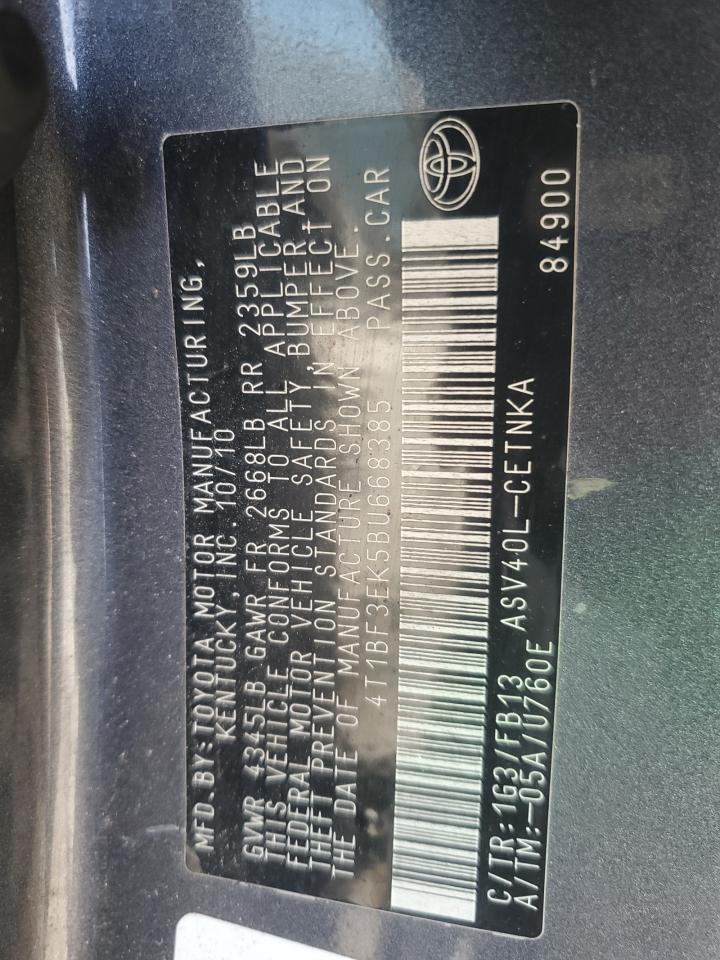 MFD.BY:TOYOTA MOTOR MANUFACTURING,
KENTUCKY,INC.10/10
GVWR 4345LB GAWR FR 2668LB RR 2359LB
THIS VEHICLE CONFORMS TO ALL APPLICABLE
FEDERAL MOTOR VEHICLE SAFETY,BUMPER,AND
THEFT PREVENTION STANDARDS IN EFFECT ON
THE DATE OF MANUFACTURE SHOWN ABOVE.
4T1BF3EK5BU668385 PASS.CAR
C/TR:1G3/FB13 ASV40L-CETNKA
A/TM:-05A/U760E 84900